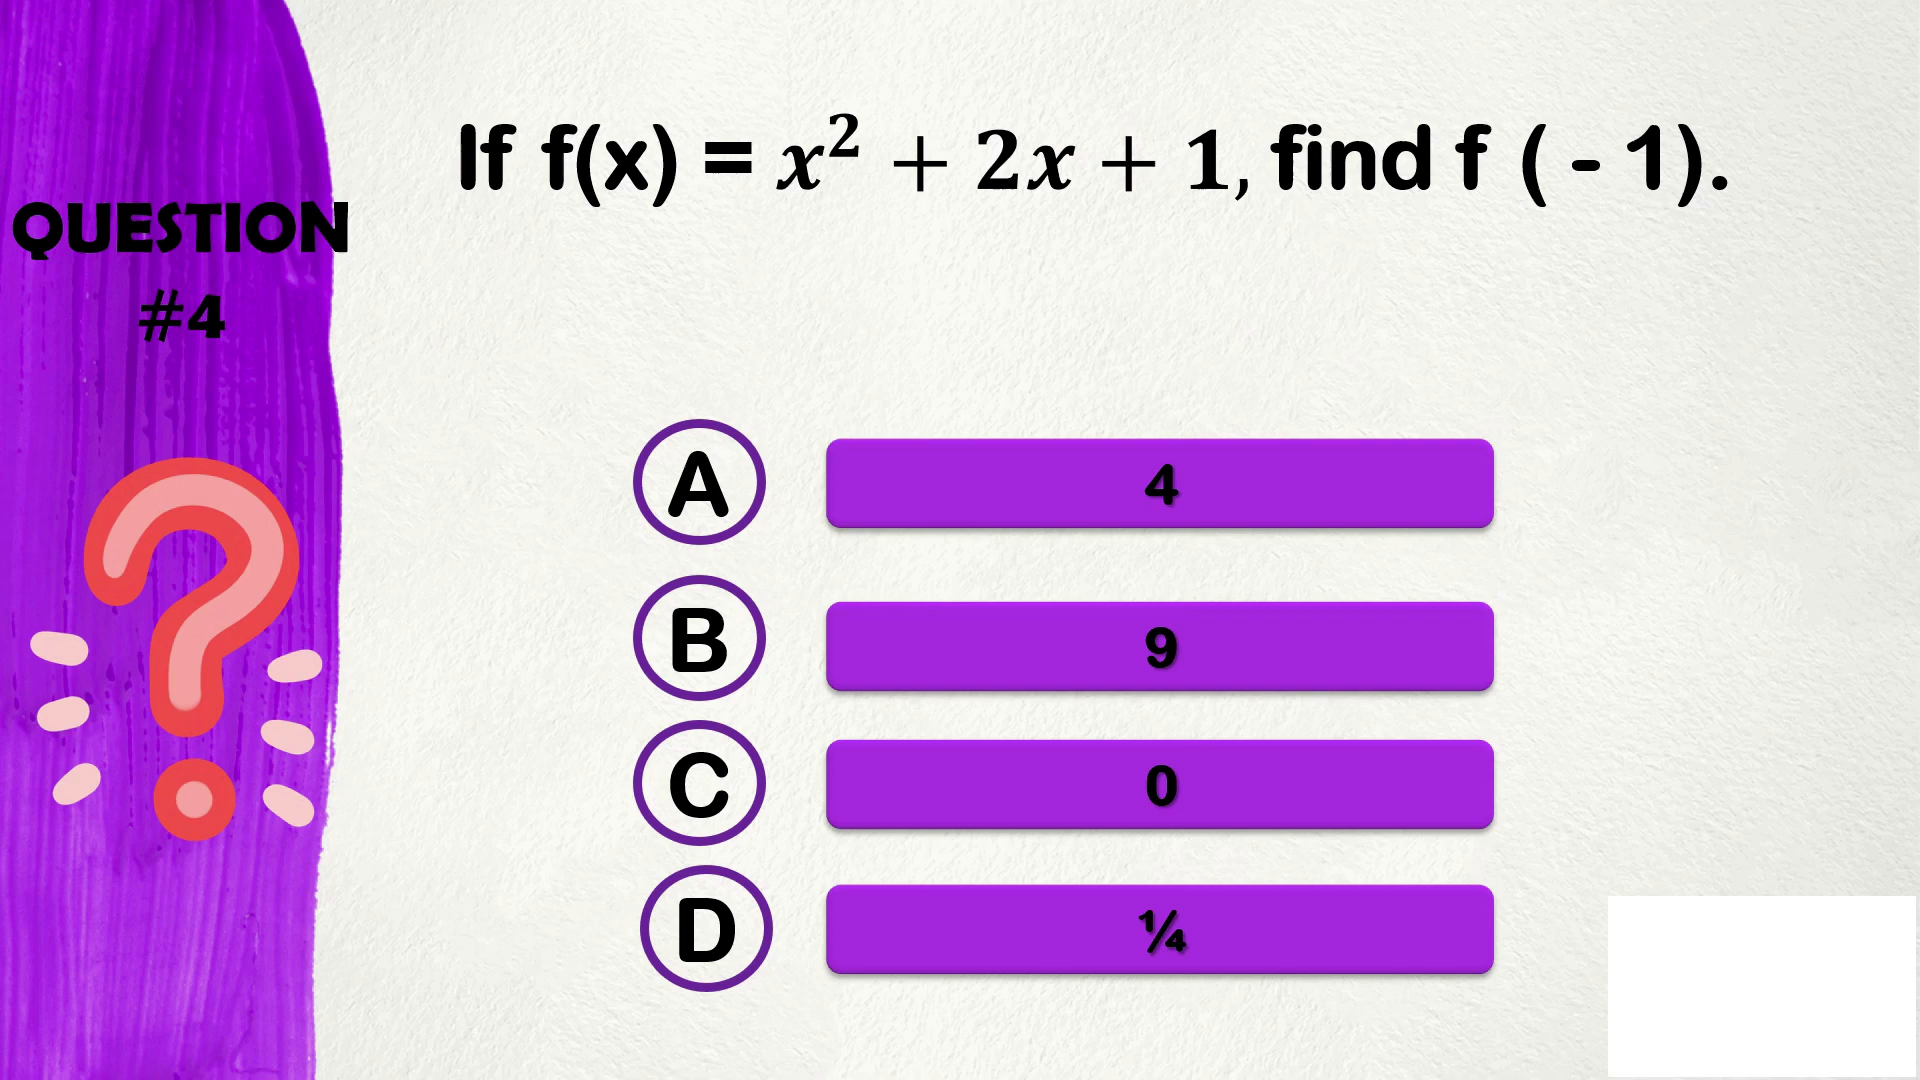 QUESTION
#4
If f(x) = x² + 2x + 1, find f ( - 1).
A
4
B
9
C
0
D
¼